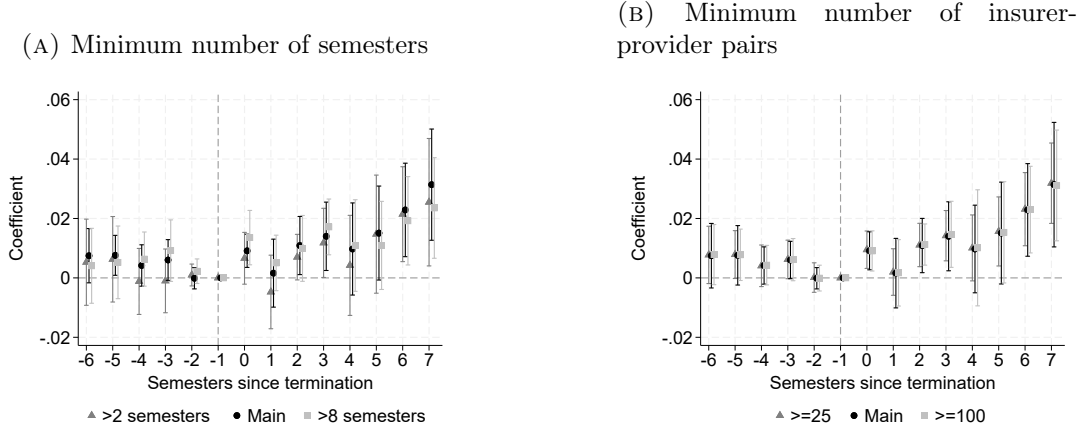 (A) Minimum number of semesters
.06
.04
.02
0
-.02
Coefficient
-6 -5 -4 -3 -2 -1 0 1 2 3 4 5 6 7
Semesters since termination
>2 semesters Main >8 semesters
(B) Minimum number of insurer-
provider pairs
.06
.04
.02
0
-.02
Coefficient
-6 -5 -4 -3 -2 -1 0 1 2 3 4 5 6 7
Semesters since termination
>=25 Main >=100